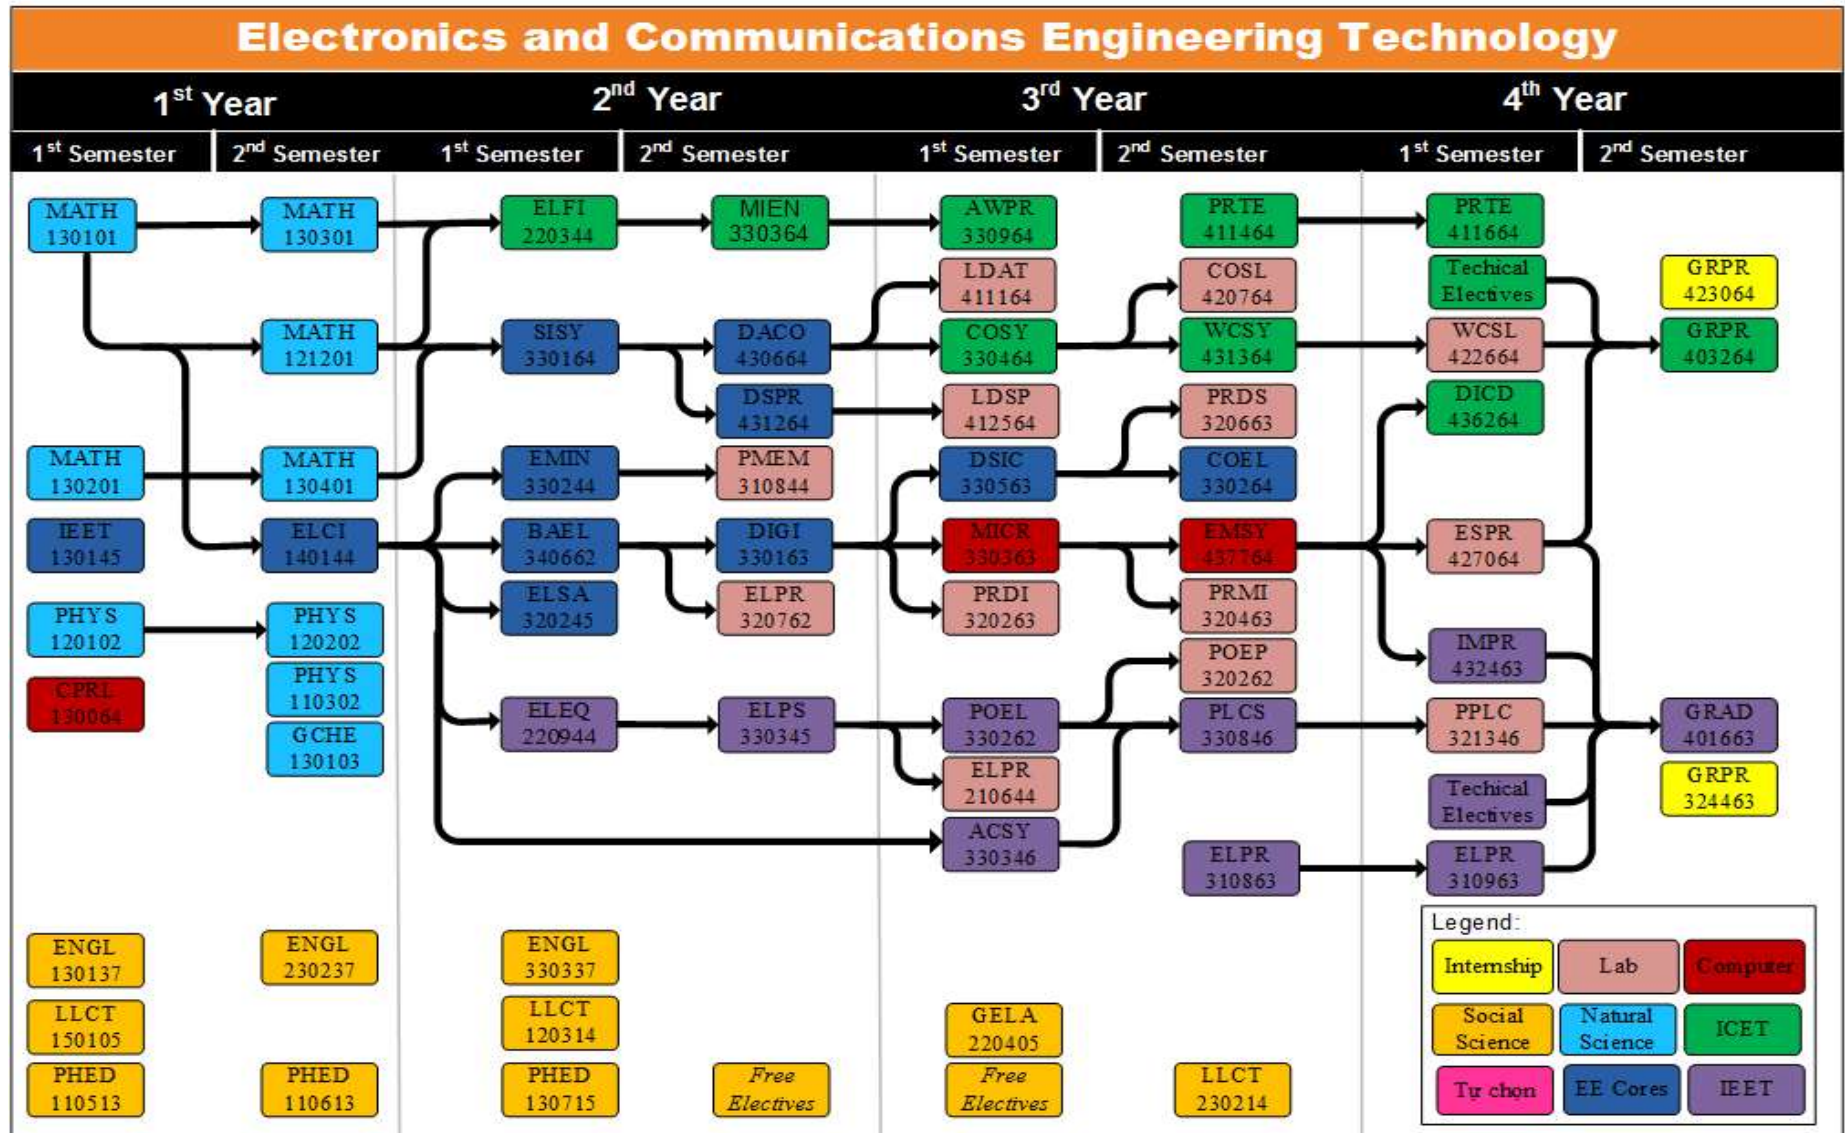 Electronics and Communications Engineering Technology
1st Year
2nd Year
3rd Year
4th Year
1st Semester
2nd Semester
1st Semester
2nd Semester
1st Semester
2nd Semester
1st Semester
2nd Semester
MATH
130101
MATH
130201
IEET
130145
PHYS
120102
CPRL
130064
ENGL
130137
LLCT
150105
PHED
110513
MATH
130301
MATH
121201
MATH
130401
ELCI
140144
PHYS
120202
PHYS
110302
GCHE
130103
ENGL
230237
PHED
110613
ELFI
220344
SISY
330164
EMIN
330244
BAEL
340662
ELSA
320245
ELEQ
220944
ENGL
330337
LLCT
120314
PHED
130715
MIEN
330364
DACO
430664
DSPR
431264
PMEM
310844
DIGI
330163
ELPR
320762
ELPS
330345
Free
Electives
AWPR
330964
LDAT
411164
COSY
330464
LDSP
412564
DSIC
330563
MICR
330363
PRDI
320263
POEL
330262
ELPR
210644
ACSY
330346
GELA
220405
Free
Electives
PRTE
411464
COSL
420764
WCSY
431364
PRDS
320663
COEL
330264
EMSY
437764
PRMI
320463
POEP
320262
PLCS
330846
ELPR
310863
LLCT
230214
PRTE
411664
Techical
Electives
WCSL
422664
DICD
436264
ESPR
427064
IMPR
432463
PPLC
321346
Techical
Electives
ELPR
310963
GRPR
423064
GRPR
403264
GRAD
401663
GRPR
324463
Legend:
Internship
Lab
Computer
Social
Science
Natural
Science
ICET
Tự chọn
EE Cores
IEET